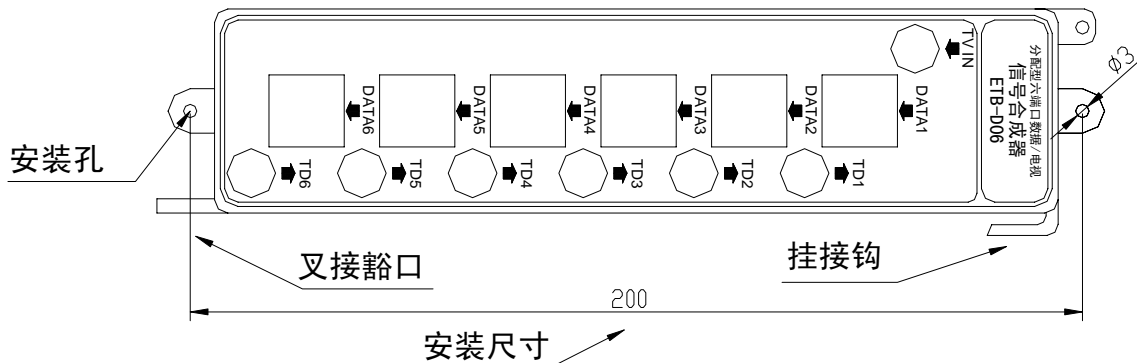 TV IN
分配型六端口数据/电视
信号合成器
ETB-D06
ø3
DATA6
DATA5
DATA4
DATA3
DATA2
DATA1
安装孔
TD6
TD5
TD4
TD3
TD2
TD1
叉接豁口
挂接钩
200
安装尺寸